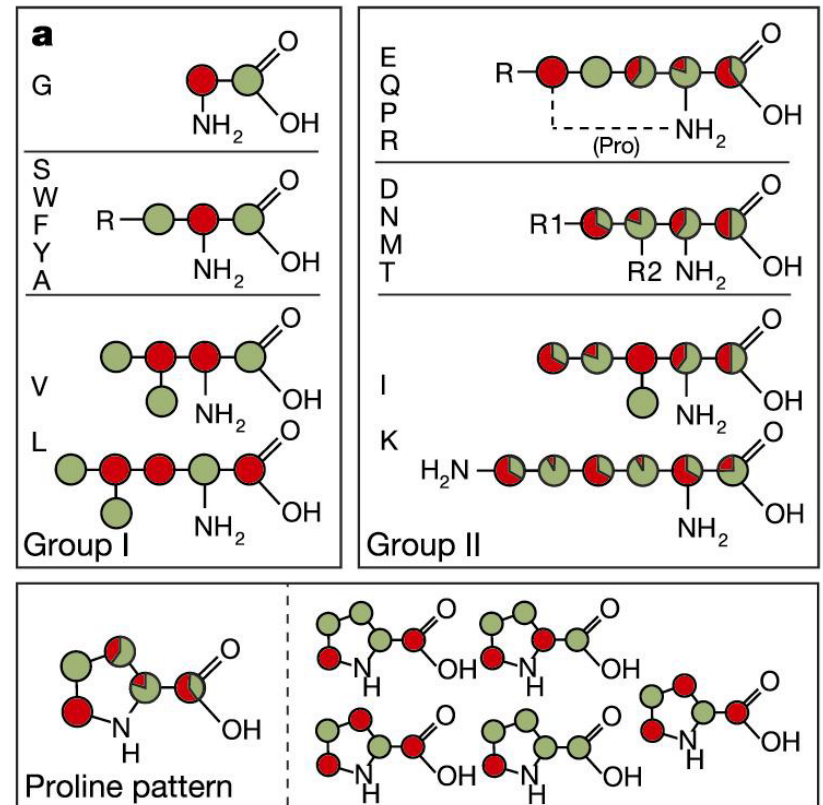 a
G
O
NH2
OH
S
W
F
Y
A
R
O
NH2
OH
V
O
NH2
OH
L
O
NH2
OH
Group I
E
Q
P
R
R
O
NH2
OH
(Pro)
D
N
M
T
R1
O
R2 NH2
OH
I
O
NH2
OH
K
H2N
O
NH2
OH
Group II
O
OH
N
H
Proline pattern
O
OH
N
H
O
OH
N
H
O
OH
N
H
O
OH
N
H
O
OH
N
H